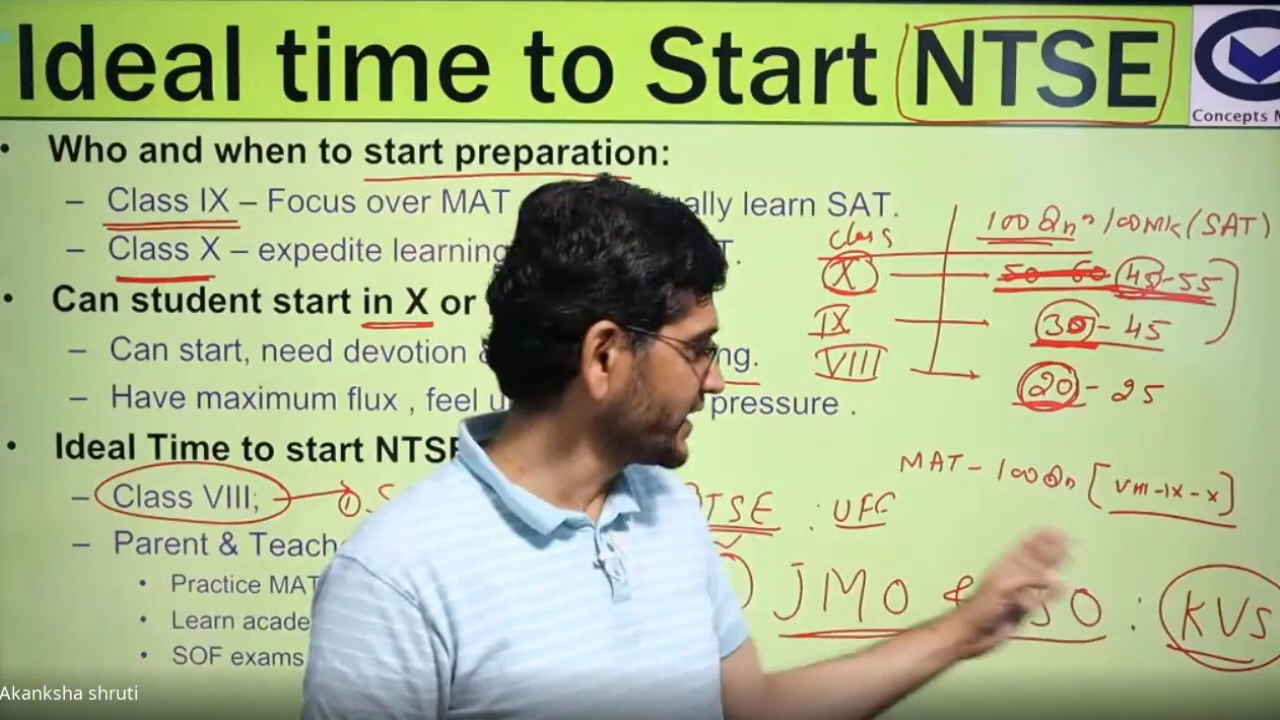 Ideal time to Start NTSE
Concepts
• Who and when to start preparation:
– Class IX – Focus over MAT ally learn SAT.
– Class X – expedite learning T.
• Can student start in X or
– Can start, need devotion ng.
– Have maximum flux , feel u pressure .
• Ideal Time to start NTSE
– Class VIII;
– Parent & Teach
• Practice MAT
• Learn acade
• SOF exams
class 100 Qn 100 Mk (SAT)
X 50-60 45-55
IX 30-45
VIII 20-25
MAT - 100 Qn [VIII-IX-X]
TSE :
JMO & SO : KVS
Akanksha shruti